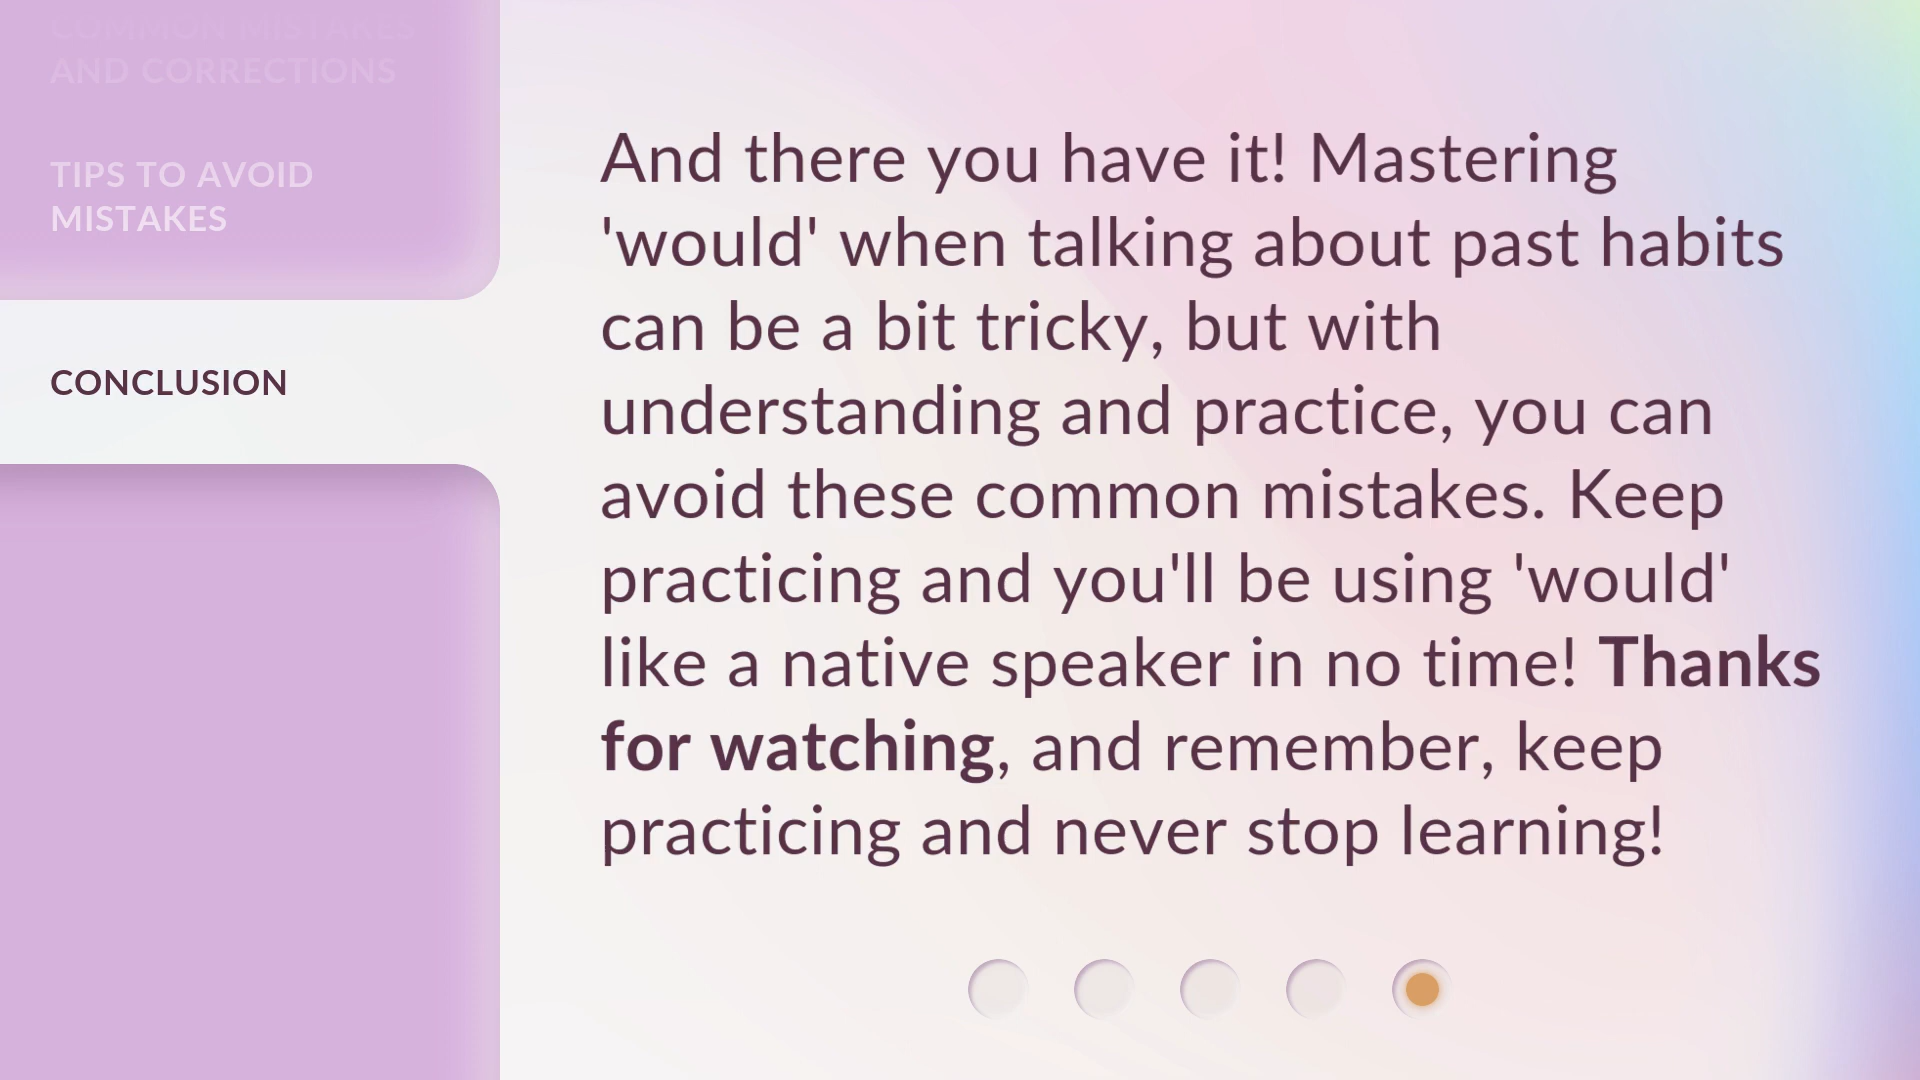 COMMON MISTAKES
AND CORRECTIONS
TIPS TO AVOID
MISTAKES
CONCLUSION
And there you have it! Mastering
'would' when talking about past habits
can be a bit tricky, but with
understanding and practice, you can
avoid these common mistakes. Keep
practicing and you'll be using 'would'
like a native speaker in no time! Thanks
for watching, and remember, keep
practicing and never stop learning!